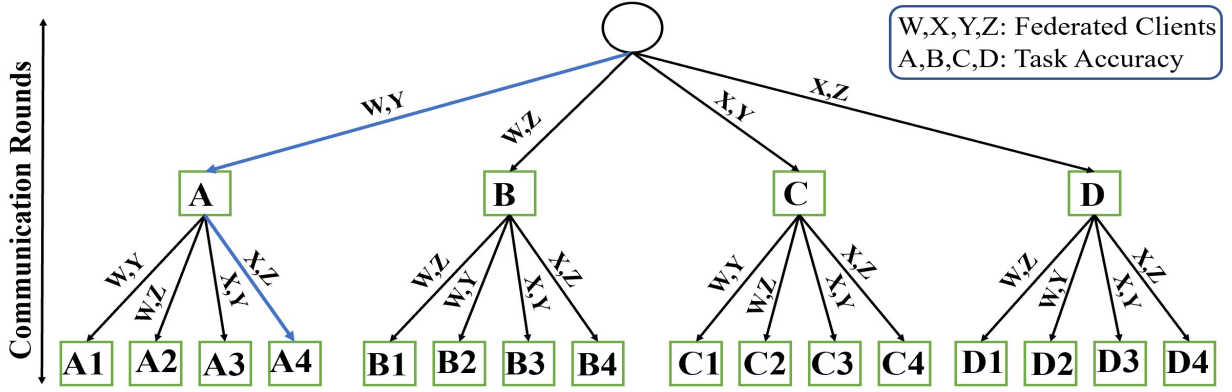 W,X,Y,Z: Federated Clients
A,B,C,D: Task Accuracy
Communication Rounds
W,Y
W,Z
X,Y
X,Z
A
B
C
D
W,Y
W,Z
X,Y
X,Z
W,Z
W,Y
X,Y
X,Z
W,Y
W,Z
X,Y
X,Z
W,Z
W,Y
X,Y
X,Z
A1
A2
A3
A4
B1
B2
B3
B4
C1
C2
C3
C4
D1
D2
D3
D4